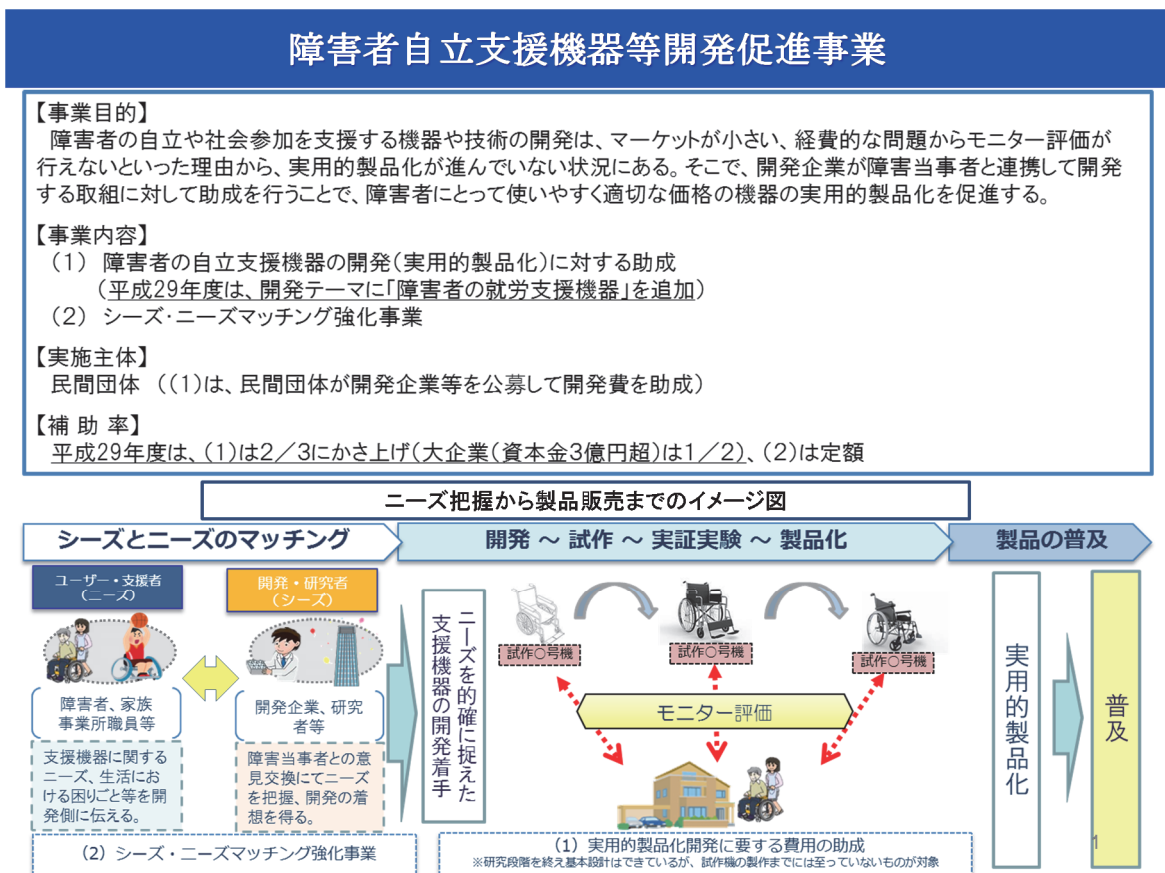 障害者自立支援機器等開発促進事業
【事業目的】
障害者の自立や社会参加を支援する機器や技術の開発は、マーケットが小さい、経費的な問題からモニター評価が
行えないといった理由から、実用的製品化が進んでいない状況にある。そこで、開発企業が障害当事者と連携して開発
する取組に対して助成を行うことで、障害者にとって使いやすく適切な価格の機器の実用的製品化を促進する。
【事業内容】
（1） 障害者の自立支援機器の開発（実用的製品化）に対する助成
（平成29年度は、開発テーマに「障害者の就労支援機器」を追加）
（2） シーズ・ニーズマッチング強化事業
【実施主体】
民間団体 （（1）は、民間団体が開発企業等を公募して開発費を助成）
【補 助 率】
平成29年度は、（1）は2／3にかさ上げ（大企業（資本金3億円超）は1／2）、（2）は定額
ニーズ把握から製品販売までのイメージ図
シーズとニーズのマッチング
開発 ～ 試作 ～ 実証実験 ～ 製品化
製品の普及
ユーザー・支援者
（ニーズ）
開発・研究者
（シーズ）
障害者、家族
事業所職員等
開発企業、研究
者等
支援機器に関する
ニーズ、生活にお
ける困りごと等を開
発側に伝える。
障害当事者との意
見交換にてニーズ
を把握、開発の着
想を得る。
（2）シーズ・ニーズマッチング強化事業
ニーズを的確に捉えた
支援機器の開発着手
試作○号機
試作○号機
試作○号機
モニター評価
（1）実用的製品化開発に要する費用の助成
※研究段階を終え基本設計はできているが、試作機の製作までには至っていないものが対象
実用的製品化
普及
1